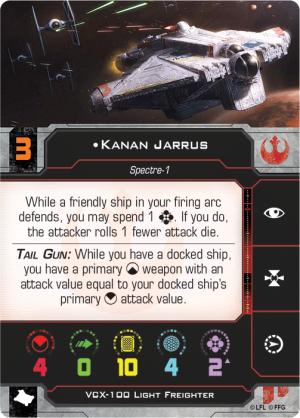 •Kanan Jarrus
3
Spectre-1
While a friendly ship in your firing arc
defends, you may spend 1 . If you do,
the attacker rolls 1 fewer attack die.
Tail Gun: While you have a docked ship,
you have a primary weapon with an
attack value equal to your docked ship's
primary attack value.
4 0 10 4 2
VCX-100 Light Freighter
© LFL © FFG